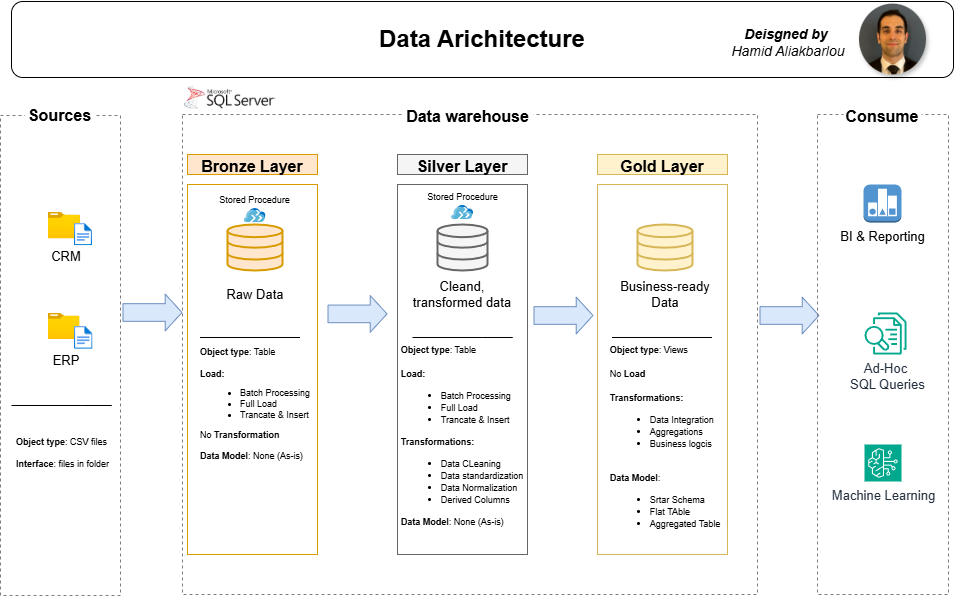 Data Arichitecture
Deisgned by
Hamid Aliakbarlou
Sources
CRM
ERP
Object type: CSV files
Interface: files in folder
Microsoft
SQL Server
Data warehouse
Bronze Layer
Stored Procedure
Raw Data
Object type: Table
Load:
• Batch Processing
• Full Load
• Trancate & Insert
No Transformation
Data Model: None (As-is)
Silver Layer
Stored Procedure
Cleand,
transformed data
Object type: Table
Load:
• Batch Processing
• Full Load
• Trancate & Insert
Transformations:
• Data CLeaning
• Data standardization
• Data Normalization
• Derived Columns
Data Model: None (As-is)
Gold Layer
Business-ready
Data
Object type: Views
No Load
Transformations:
• Data Integration
• Aggregations
• Business logcis
Data Model:
• Srtar Schema
• Flat TAble
• Aggregated Table
Consume
BI & Reporting
Ad-Hoc
SQL Queries
Machine Learning